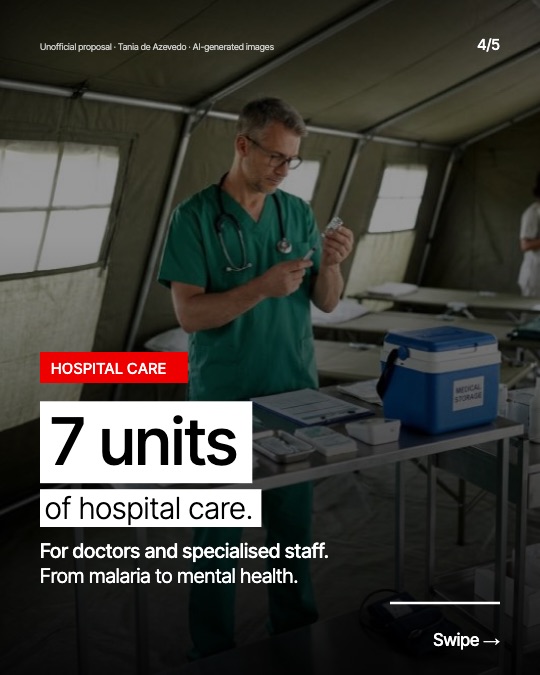 Unofficial proposal · Tania de Azevedo · AI-generated images
4/5
HOSPITAL CARE
7 units
of hospital care.
For doctors and specialised staff.
From malaria to mental health.
MEDICAL
STORAGE
Swipe →